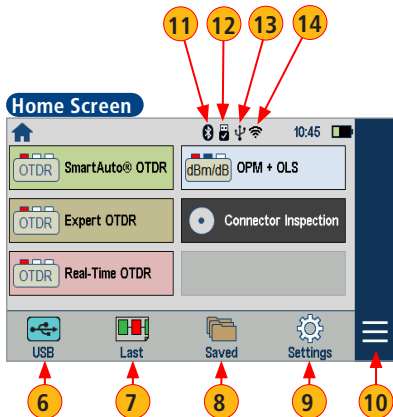 11 12 13 14
Home Screen
10:45
OTDR SmartAuto® OTDR
dBm/dB OPM + OLS
OTDR Expert OTDR
Connector Inspection
OTDR Real-Time OTDR
USB Last Saved Settings
6 7 8 9 10